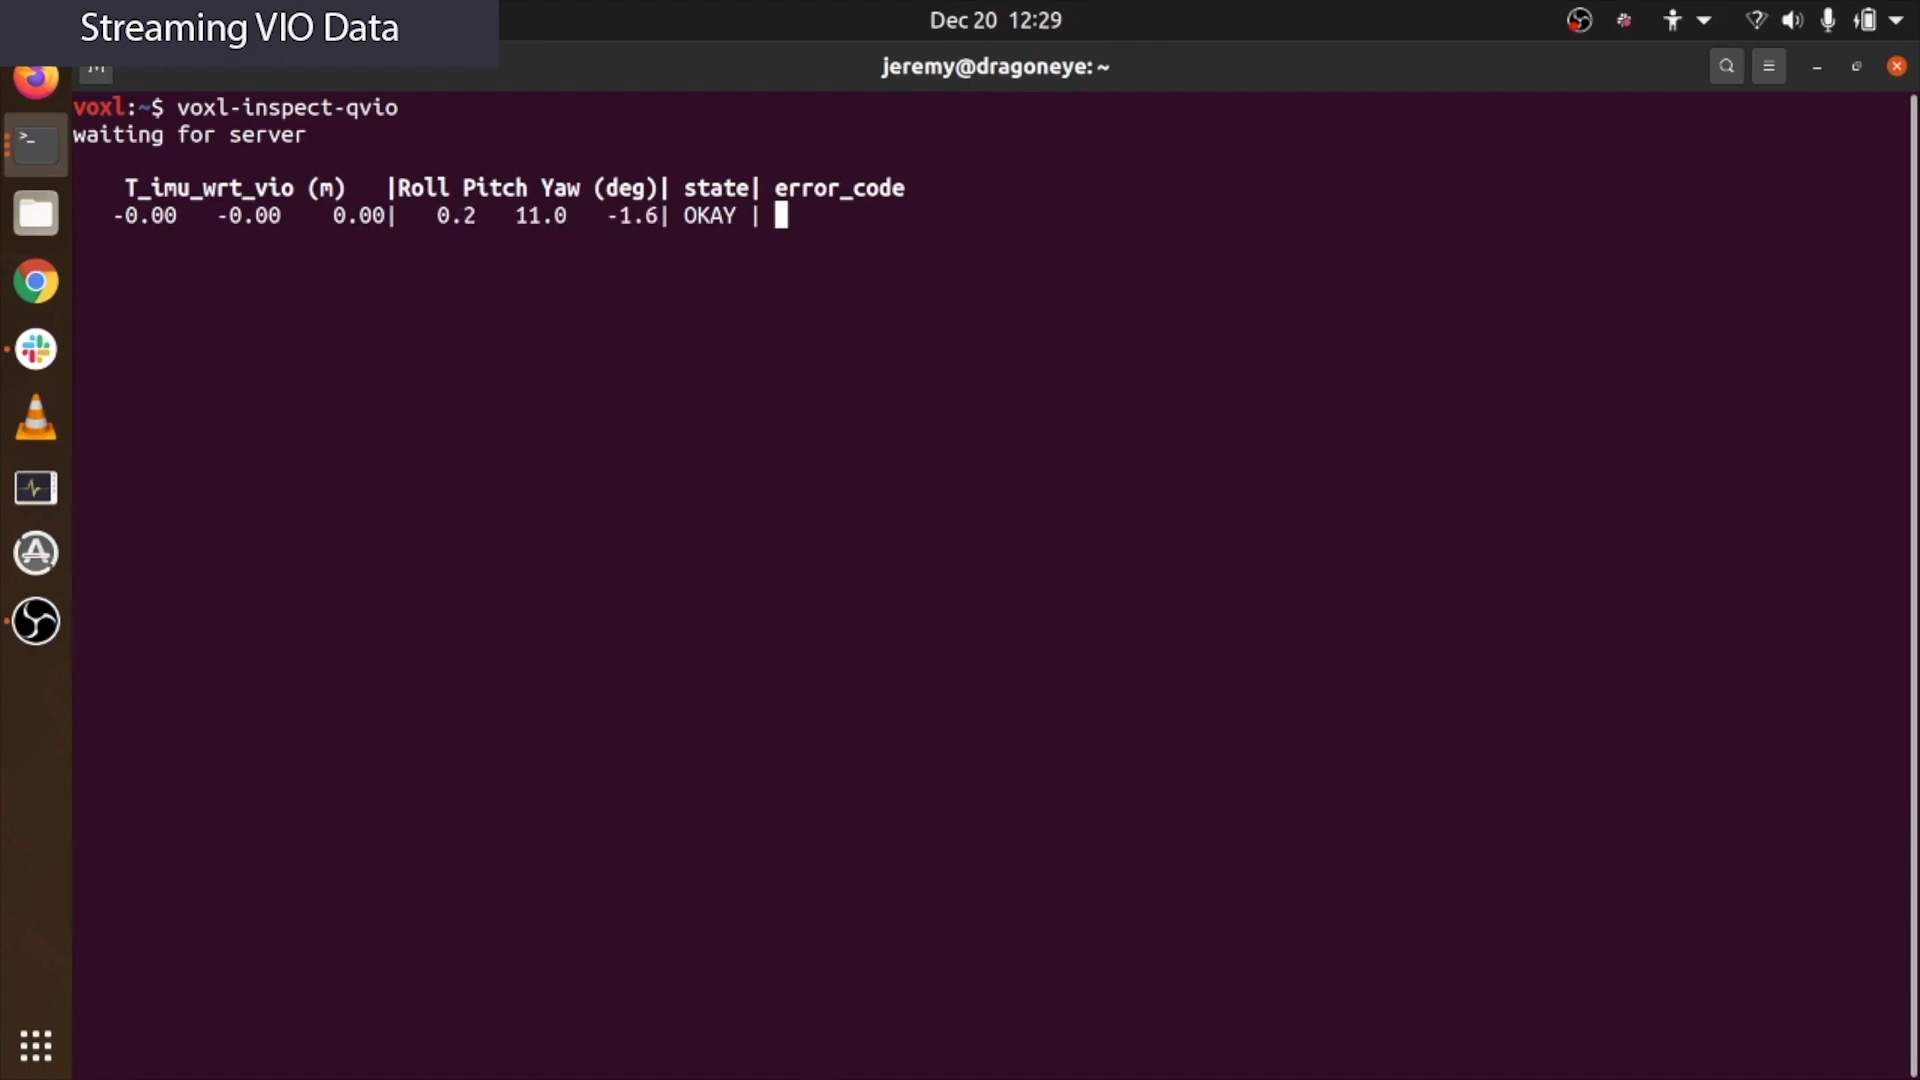 Streaming VIO Data
Dec 20 12:29
jeremy@dragoneye: ~
voxl:~$ voxl-inspect-qvio
waiting for server
T_imu_wrt_vio (m) |Roll Pitch Yaw (deg)| state| error_code
-0.00 -0.00 0.00| 0.2 11.0 -1.6| OKAY |